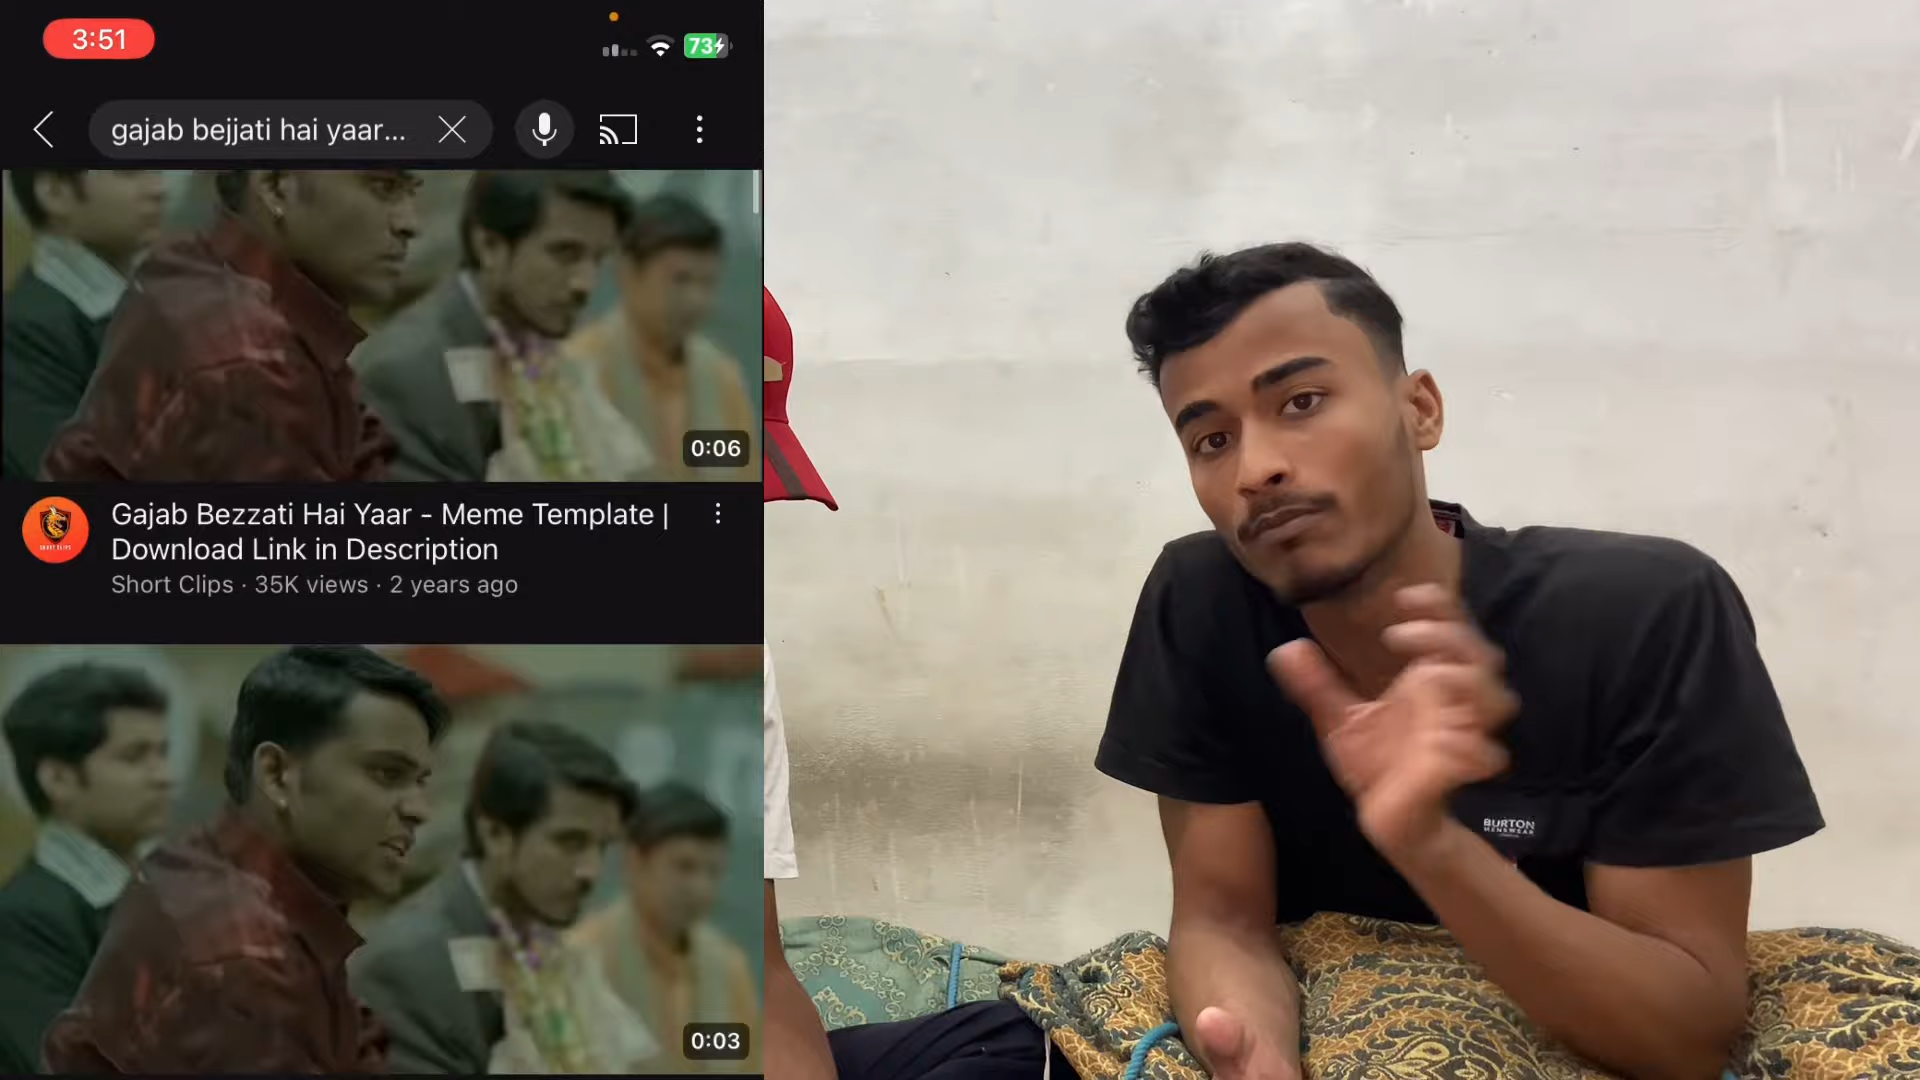 3:51
73
gajab bejjati hai yaar...
0:06
Gajab Bezzati Hai Yaar - Meme Template |
Download Link in Description
Short Clips · 35K views · 2 years ago
0:03
BURTON
MENSWEAR